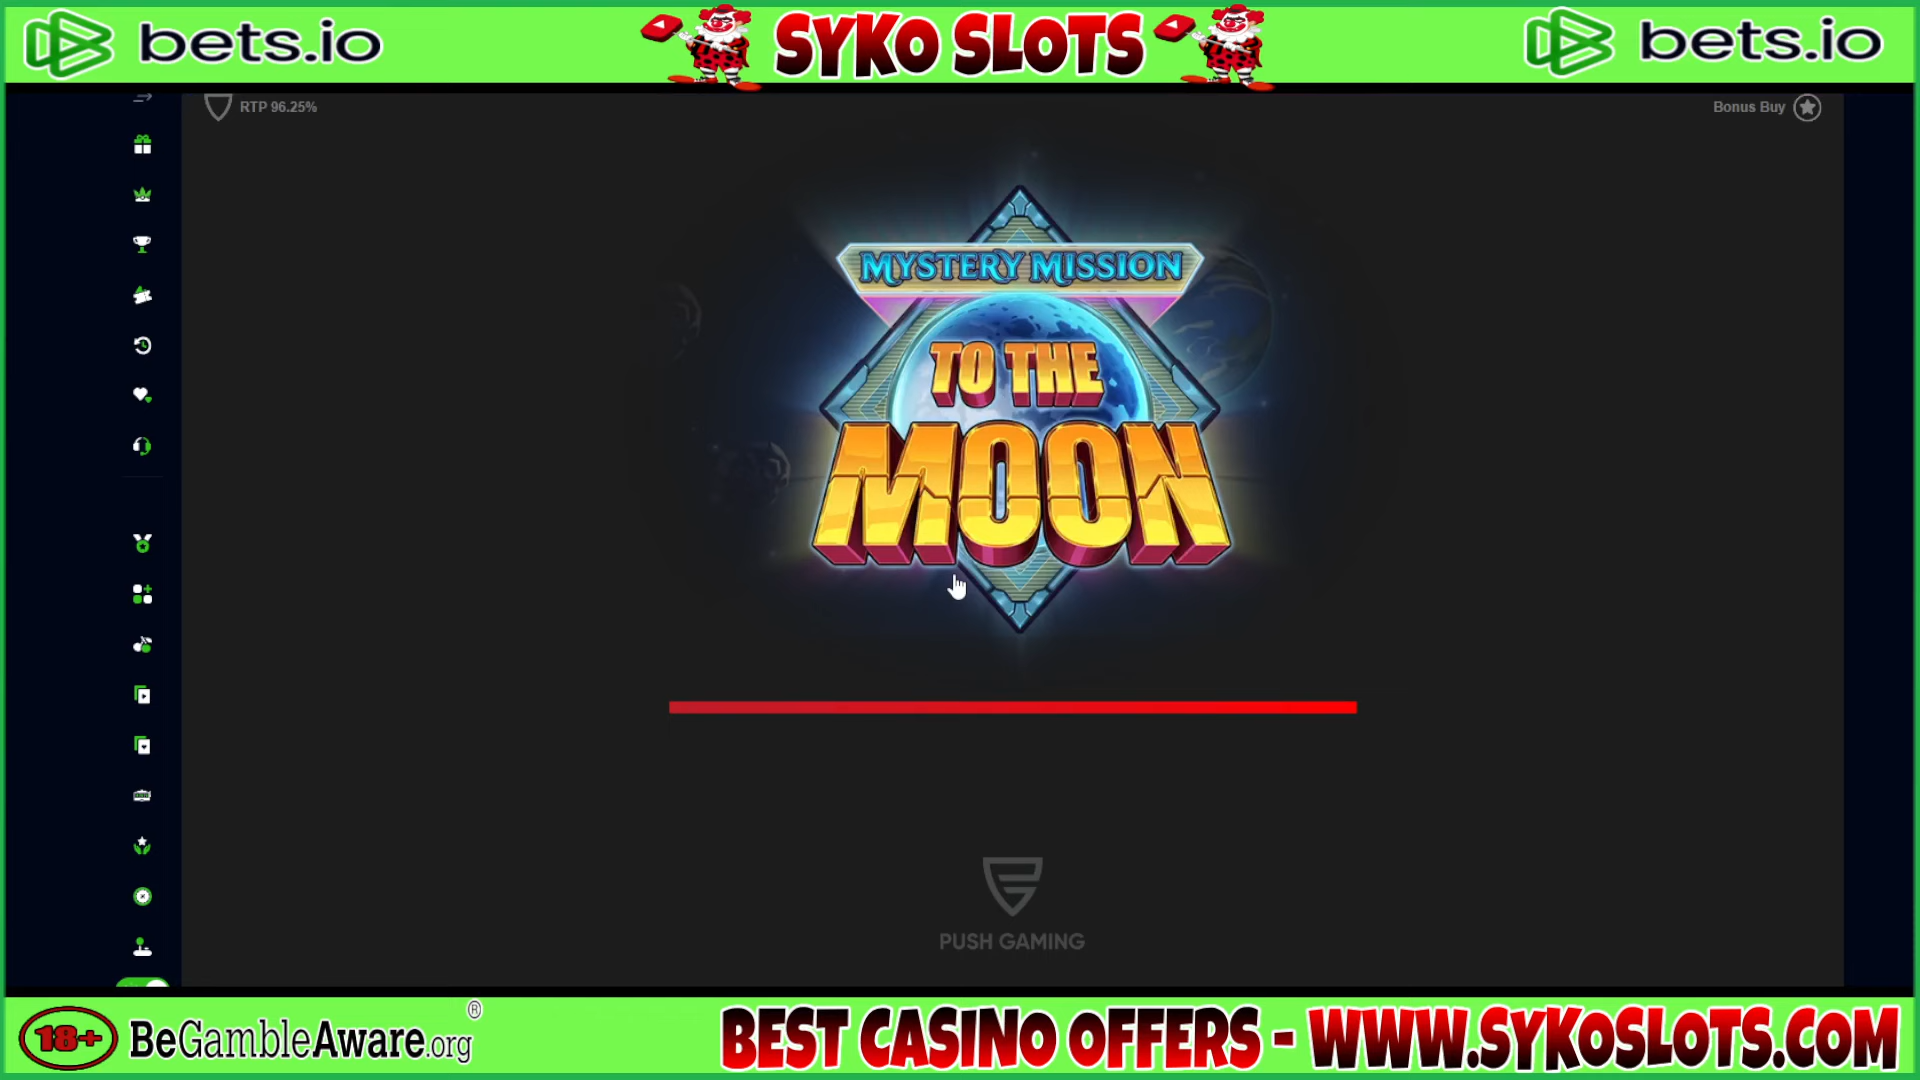 bets.io
SYKO SLOTS
bets.io
RTP 96.25%
Bonus Buy
MYSTERY MISSION
TO THE
MOON
PUSH GAMING
18+
BeGambleAware.org®
BEST CASINO OFFERS - WWW.SYKOSLOTS.COM